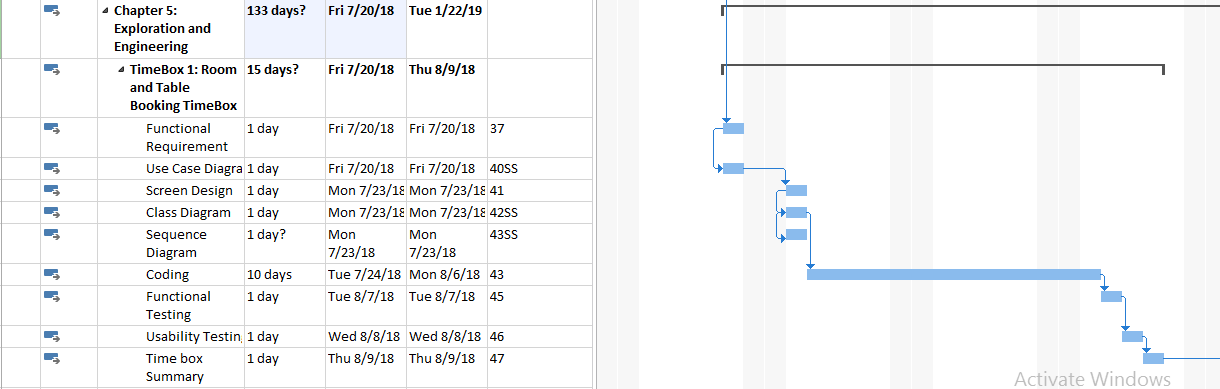 Chapter 5: 133 days? Fri 7/20/18 Tue 1/22/19
Exploration and
Engineering
TimeBox 1: Room 15 days? Fri 7/20/18 Thu 8/9/18
and Table
Booking TimeBox
Functional 1 day Fri 7/20/18 Fri 7/20/18 37
Requirement
Use Case Diagra 1 day Fri 7/20/18 Fri 7/20/18 40SS
Screen Design 1 day Mon 7/23/18 Mon 7/23/18 41
Class Diagram 1 day Mon 7/23/18 Mon 7/23/18 42SS
Sequence 1 day? Mon Mon 43SS
Diagram 7/23/18 7/23/18
Coding 10 days Tue 7/24/18 Mon 8/6/18 43
Functional 1 day Tue 8/7/18 Tue 8/7/18 45
Testing
Usability Testin 1 day Wed 8/8/18 Wed 8/8/18 46
Time box 1 day Thu 8/9/18 Thu 8/9/18 47
Summary
Activate Windows